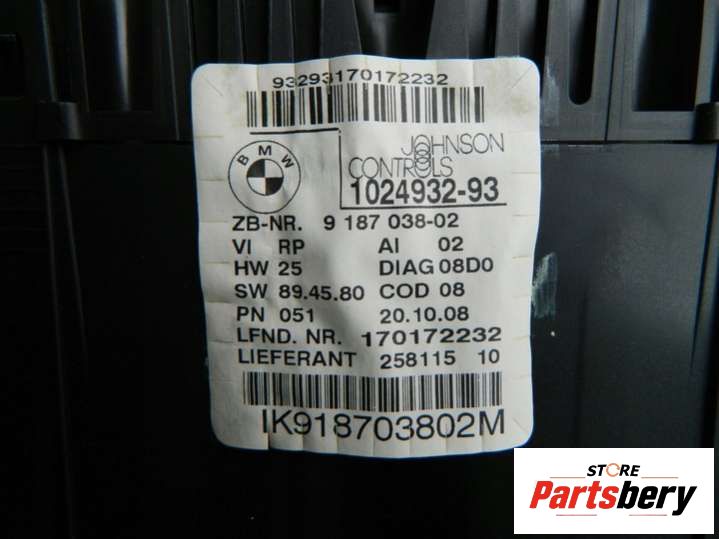 93293170172232
BMW
JOHNSON
CONTROLS
1024932-93
ZB-NR. 9 187 038-02
VI RP AI 02
HW 25 DIAG 08D0
SW 89.45.80 COD 08
PN 051 20.10.08
LFND. NR. 170172232
LIEFERANT 258115 10
IK918703802M
STORE
Partsbery